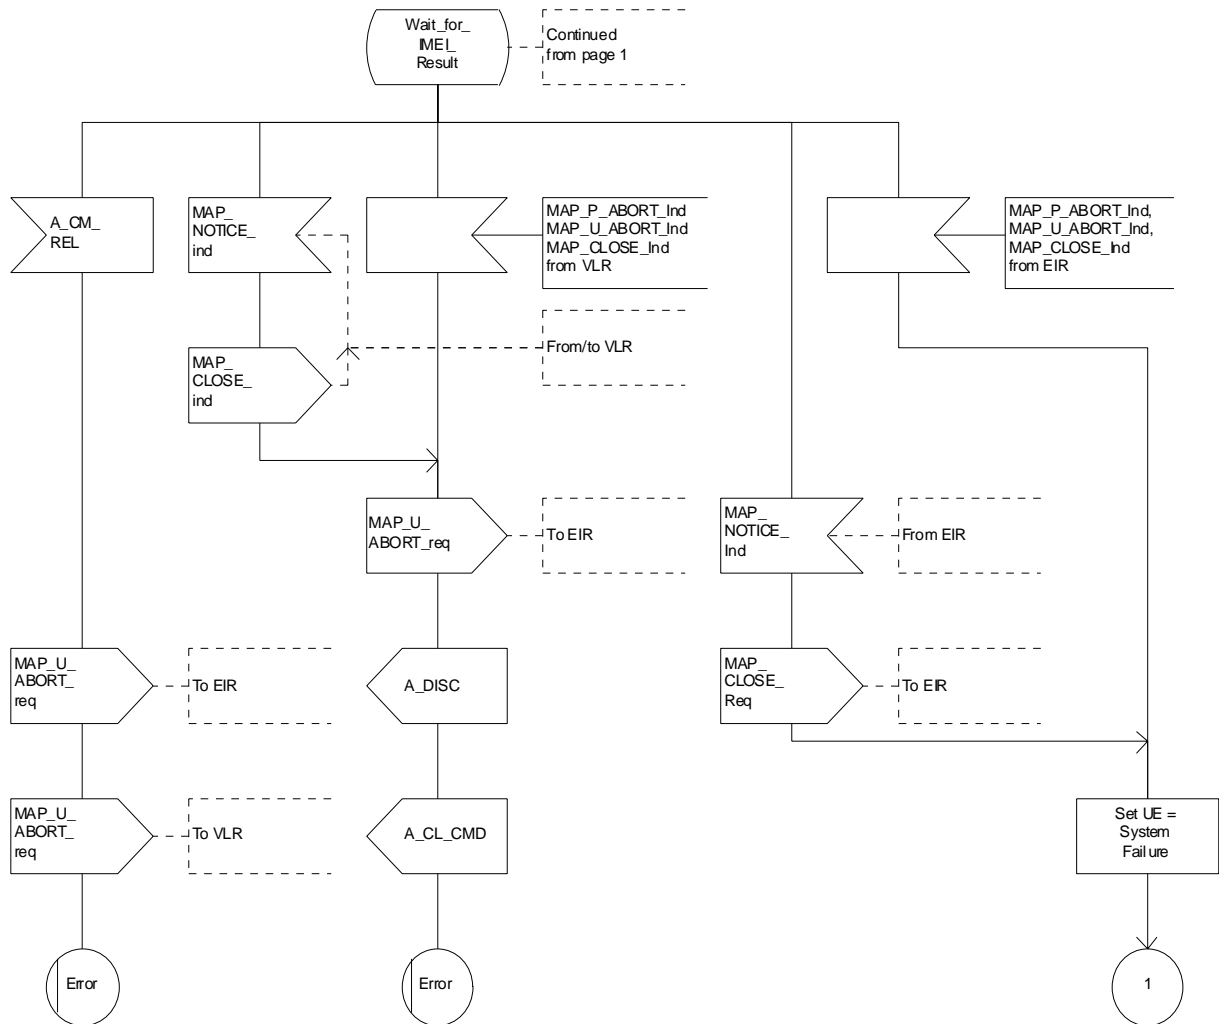 Wait_for_
IMEI_
Result
Continued
from page 1
A_CM_
REL
MAP_
NOTICE_
ind
MAP_P_ABORT_Ind
MAP_U_ABORT_Ind
MAP_CLOSE_Ind
from VLR
MAP_P_ABORT_Ind,
MAP_U_ABORT_Ind,
MAP_CLOSE_Ind
from EIR
MAP_
CLOSE_
ind
From/to VLR
MAP_U_
ABORT_req
To EIR
MAP_
NOTICE_
Ind
From EIR
MAP_U_
ABORT_
req
To EIR
A_DISC
MAP_
CLOSE_
Req
To EIR
MAP_U_
ABORT_
req
To VLR
A_CL_CMD
Set UE =
System
Failure
Error
Error
1